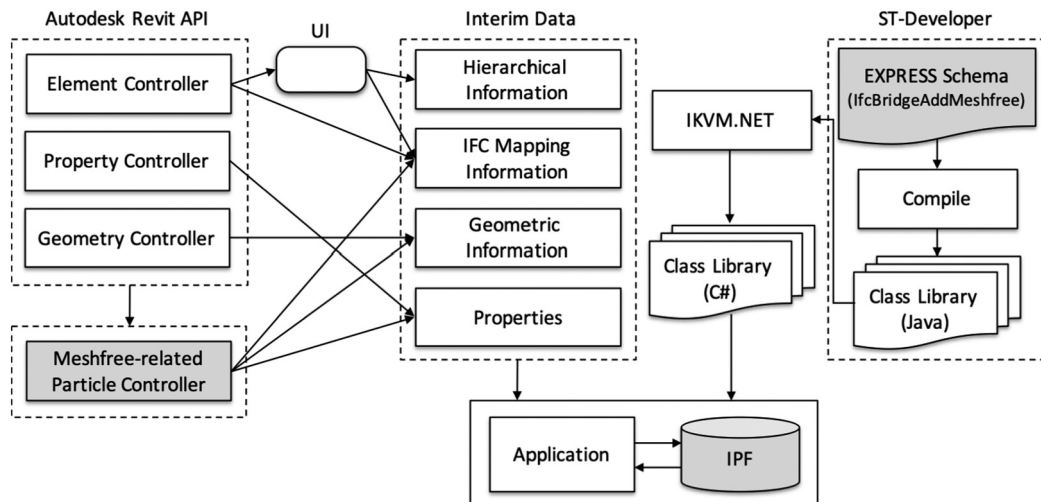 Autodesk Revit API
UI
Interim Data
ST-Developer
Element Controller
Property Controller
Geometry Controller
Meshfree-related
Particle Controller
Hierarchical
Information
IFC Mapping
Information
Geometric
Information
Properties
IKVM.NET
Class Library
(C#)
EXPRESS Schema
(IfcBridgeAddMeshfree)
Compile
Class Library
(Java)
Application
IPF